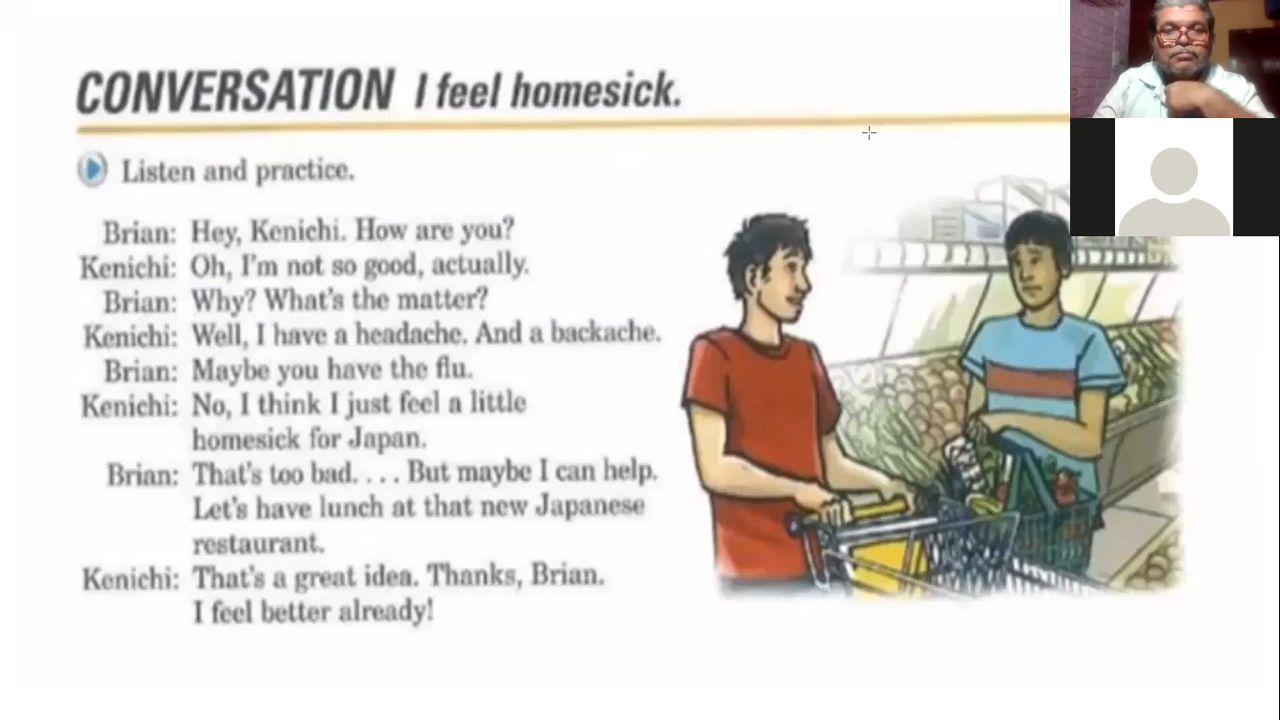 CONVERSATION I feel homesick.
Listen and practice.
Brian: Hey, Kenichi. How are you?
Kenichi: Oh, I'm not so good, actually.
Brian: Why? What's the matter?
Kenichi: Well, I have a headache. And a backache.
Brian: Maybe you have the flu.
Kenichi: No, I think I just feel a little
homesick for Japan.
Brian: That's too bad. . . . But maybe I can help.
Let's have lunch at that new Japanese
restaurant.
Kenichi: That's a great idea. Thanks, Brian.
I feel better already!